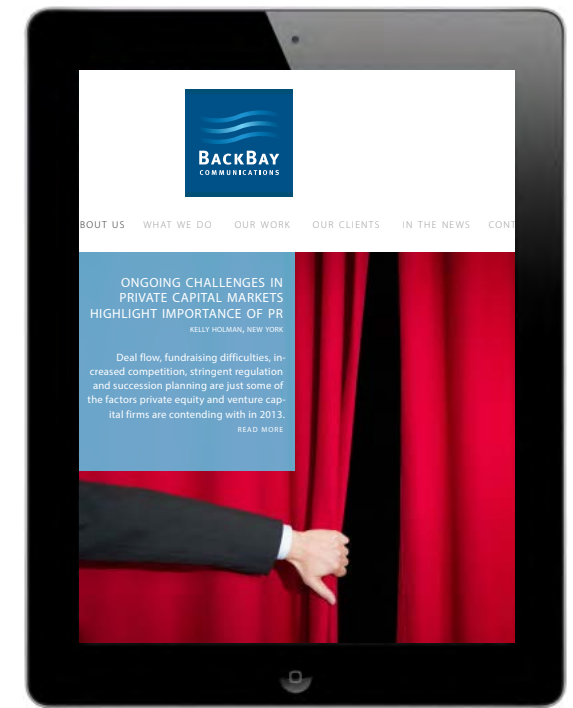 BACKBAY
COMMUNICATIONS
BOUT US WHAT WE DO OUR WORK OUR CLIENTS IN THE NEWS CONT
ONGOING CHALLENGES IN
PRIVATE CAPITAL MARKETS
HIGHLIGHT IMPORTANCE OF PR
KELLY HOLMAN, NEW YORK
Deal flow, fundraising difficulties, in-
creased competition, stringent regulation
and succession planning are just some of
the factors private equity and venture cap-
ital firms are contending with in 2013.
READ MORE